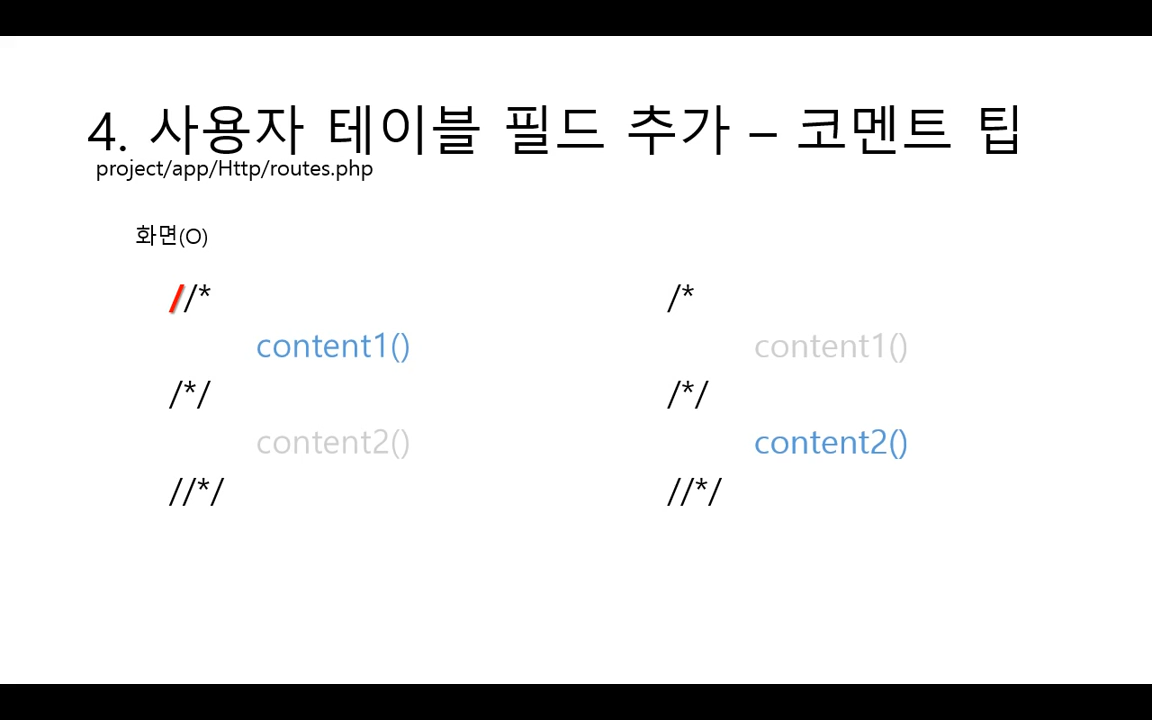 4. 사용자 테이블 필드 추가 – 코멘트 팁
project/app/Http/routes.php
화면(O)
//*
content1()
/*/
content2()
//*/
/*
content1()
/*/
content2()
//*/